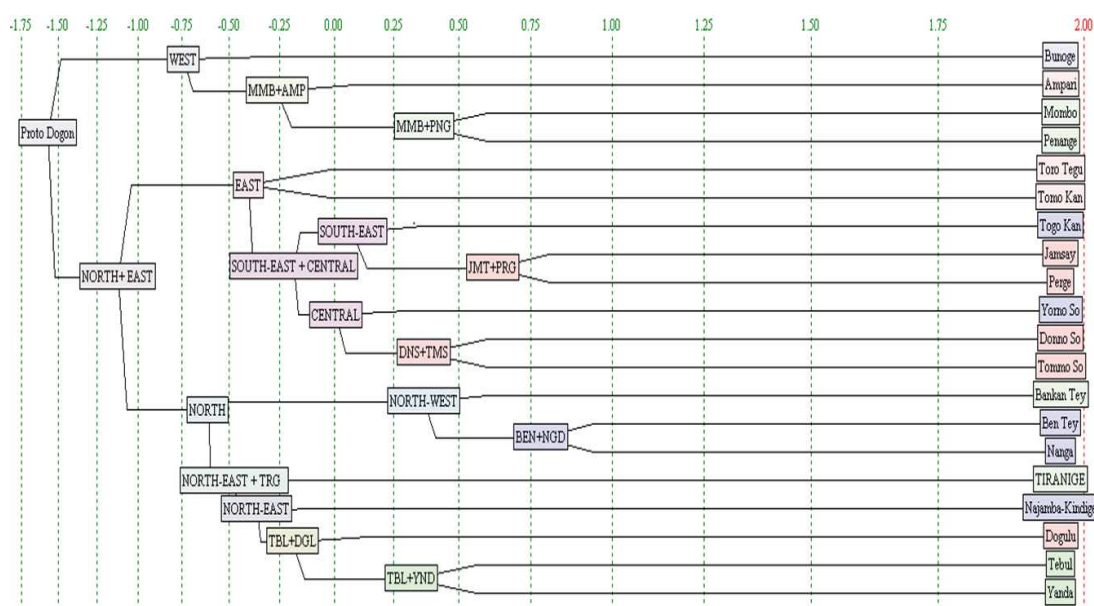 -1.75 -1.50 -1.25 -1.00 -0.75 -0.50 -0.25 0.00 0.25 0.50 0.75 1.00 1.25 1.50 1.75 2.00
WEST
Bunoge
MMB+AMP
Ampari
Mombo
MMB+PNG
Proto Dogon
Penange
Toro Tegu
EAST
Tomo Kan
Togo Kan
SOUTH-EAST
Jamsay
SOUTH-EAST + CENTRAL
JMT+PRG
NORTH+ EAST
Perge
Yorno So
CENTRAL
Donno So
DNS+TMS
Tommo So
Bankan Tey
NORTH-WEST
NORTH
Ben Tey
BEN+NGD
Nanga
NORTH-EAST + TRG
TIRANIGE
NORTH-EAST
Najamba-Kindige
TBL+DGL
Dogulu
Tebul
TBL+YND
Yanda